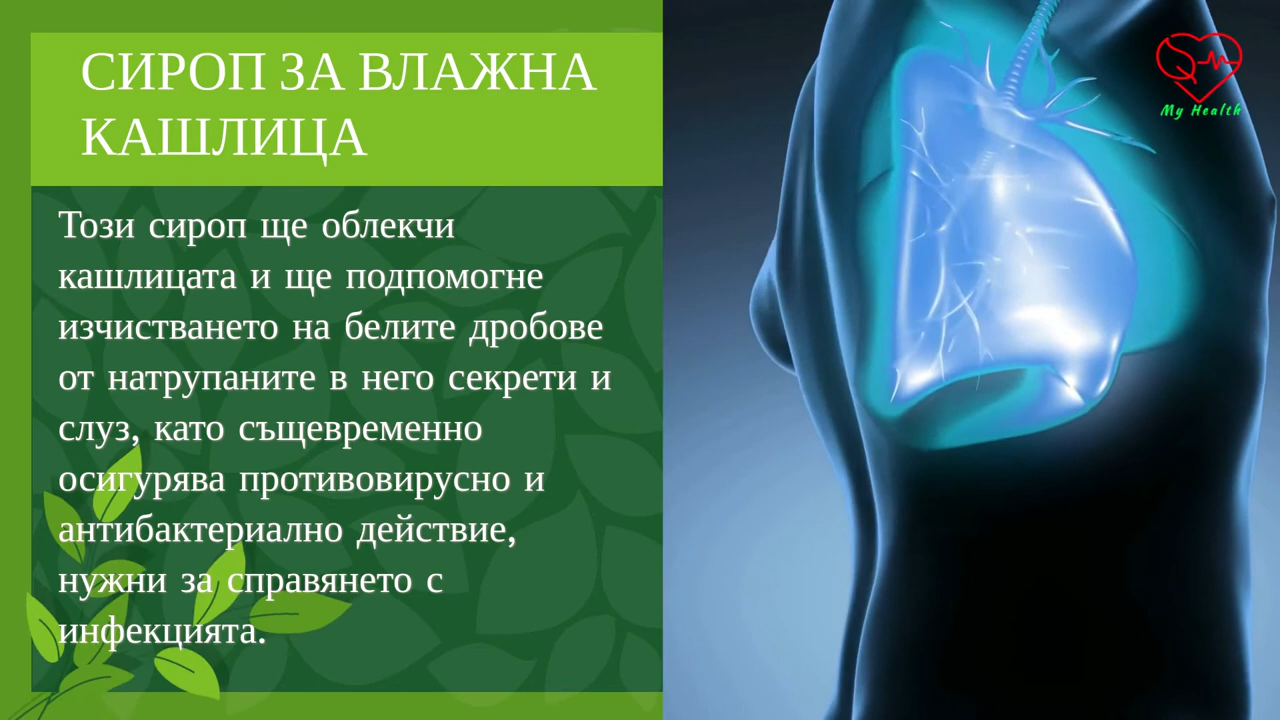 СИРОП ЗА ВЛАЖНА
КАШЛИЦА
Този сироп ще облекчи
кашлицата и ще подпомогне
изчистването на белите дробове
от натрупаните в него секрети и
слуз, като същевременно
осигурява противовирусно и
антибактериално действие,
нужни за справянето с
инфекцията.
My Health